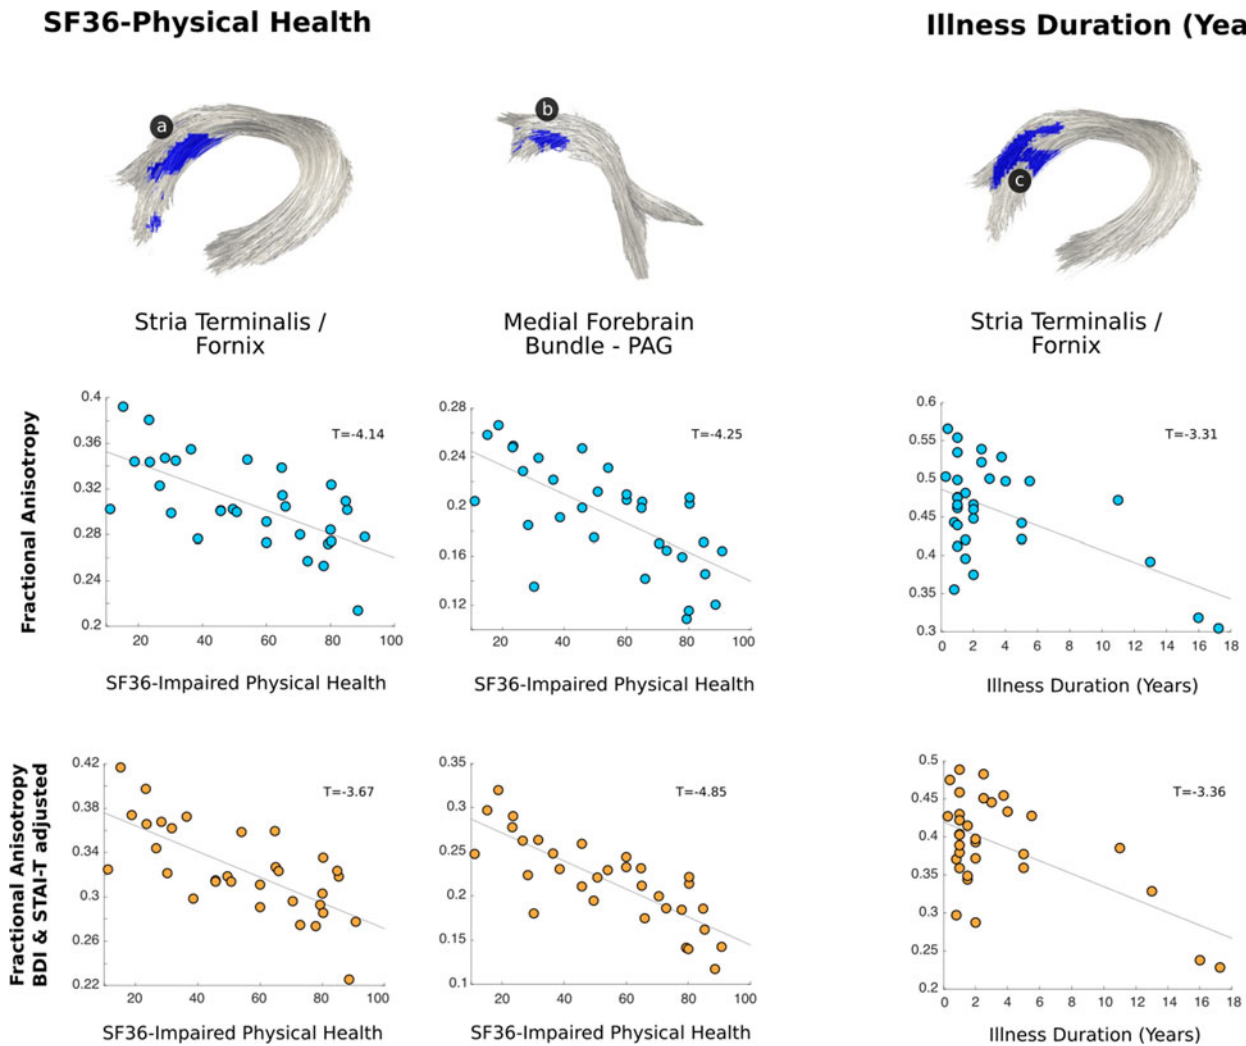 SF36-Physical Health
Illness Duration (Yea
a
b
c
Stria Terminalis /
Fornix
Medial Forebrain
Bundle - PAG
Stria Terminalis /
Fornix
Fractional Anisotropy
0.4
0.36
0.32
0.28
0.24
0.2
T=-4.14
20 40 60 80 100
SF36-Impaired Physical Health
0.28
0.24
0.2
0.16
0.12
T=-4.25
20 40 60 80 100
SF36-Impaired Physical Health
0.6
0.55
0.5
0.45
0.4
0.35
0.3
T=-3.31
0 2 4 6 8 10 12 14 16 18
Illness Duration (Years)
Fractional Anisotropy
BDI & STAI-T adjusted
0.42
0.38
0.34
0.3
0.26
0.22
T=-3.67
20 40 60 80 100
SF36-Impaired Physical Health
0.35
0.3
0.25
0.2
0.15
0.1
T=-4.85
20 40 60 80 100
SF36-Impaired Physical Health
0.5
0.45
0.4
0.35
0.3
0.25
0.2
T=-3.36
0 2 4 6 8 10 12 14 16 18
Illness Duration (Years)